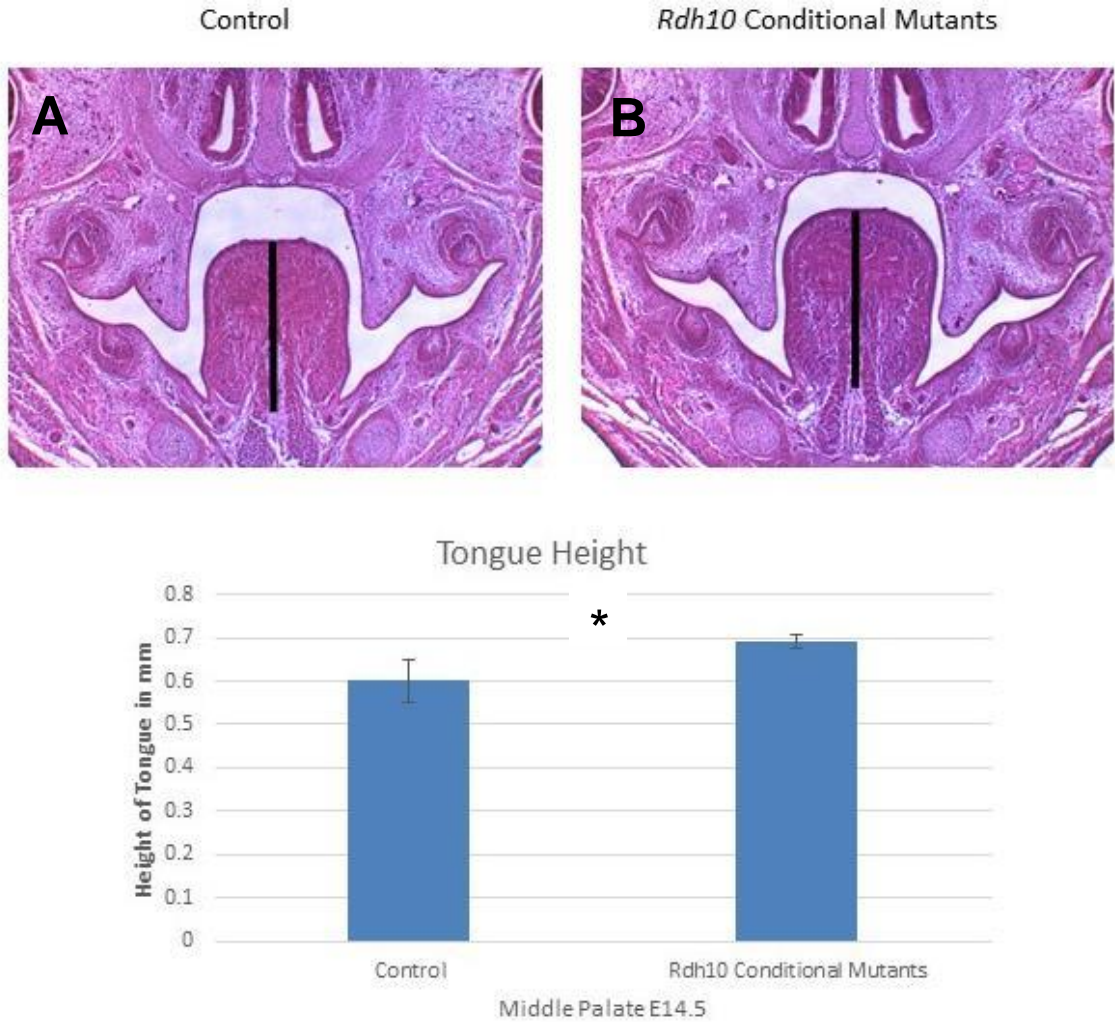 Control
Rdh10 Conditional Mutants
A
B
Tongue Height
Height of Tongue in mm
0.8
0.7
0.6
0.5
0.4
0.3
0.2
0.1
0
*
Control
Rdh10 Conditional Mutants
Middle Palate E14.5